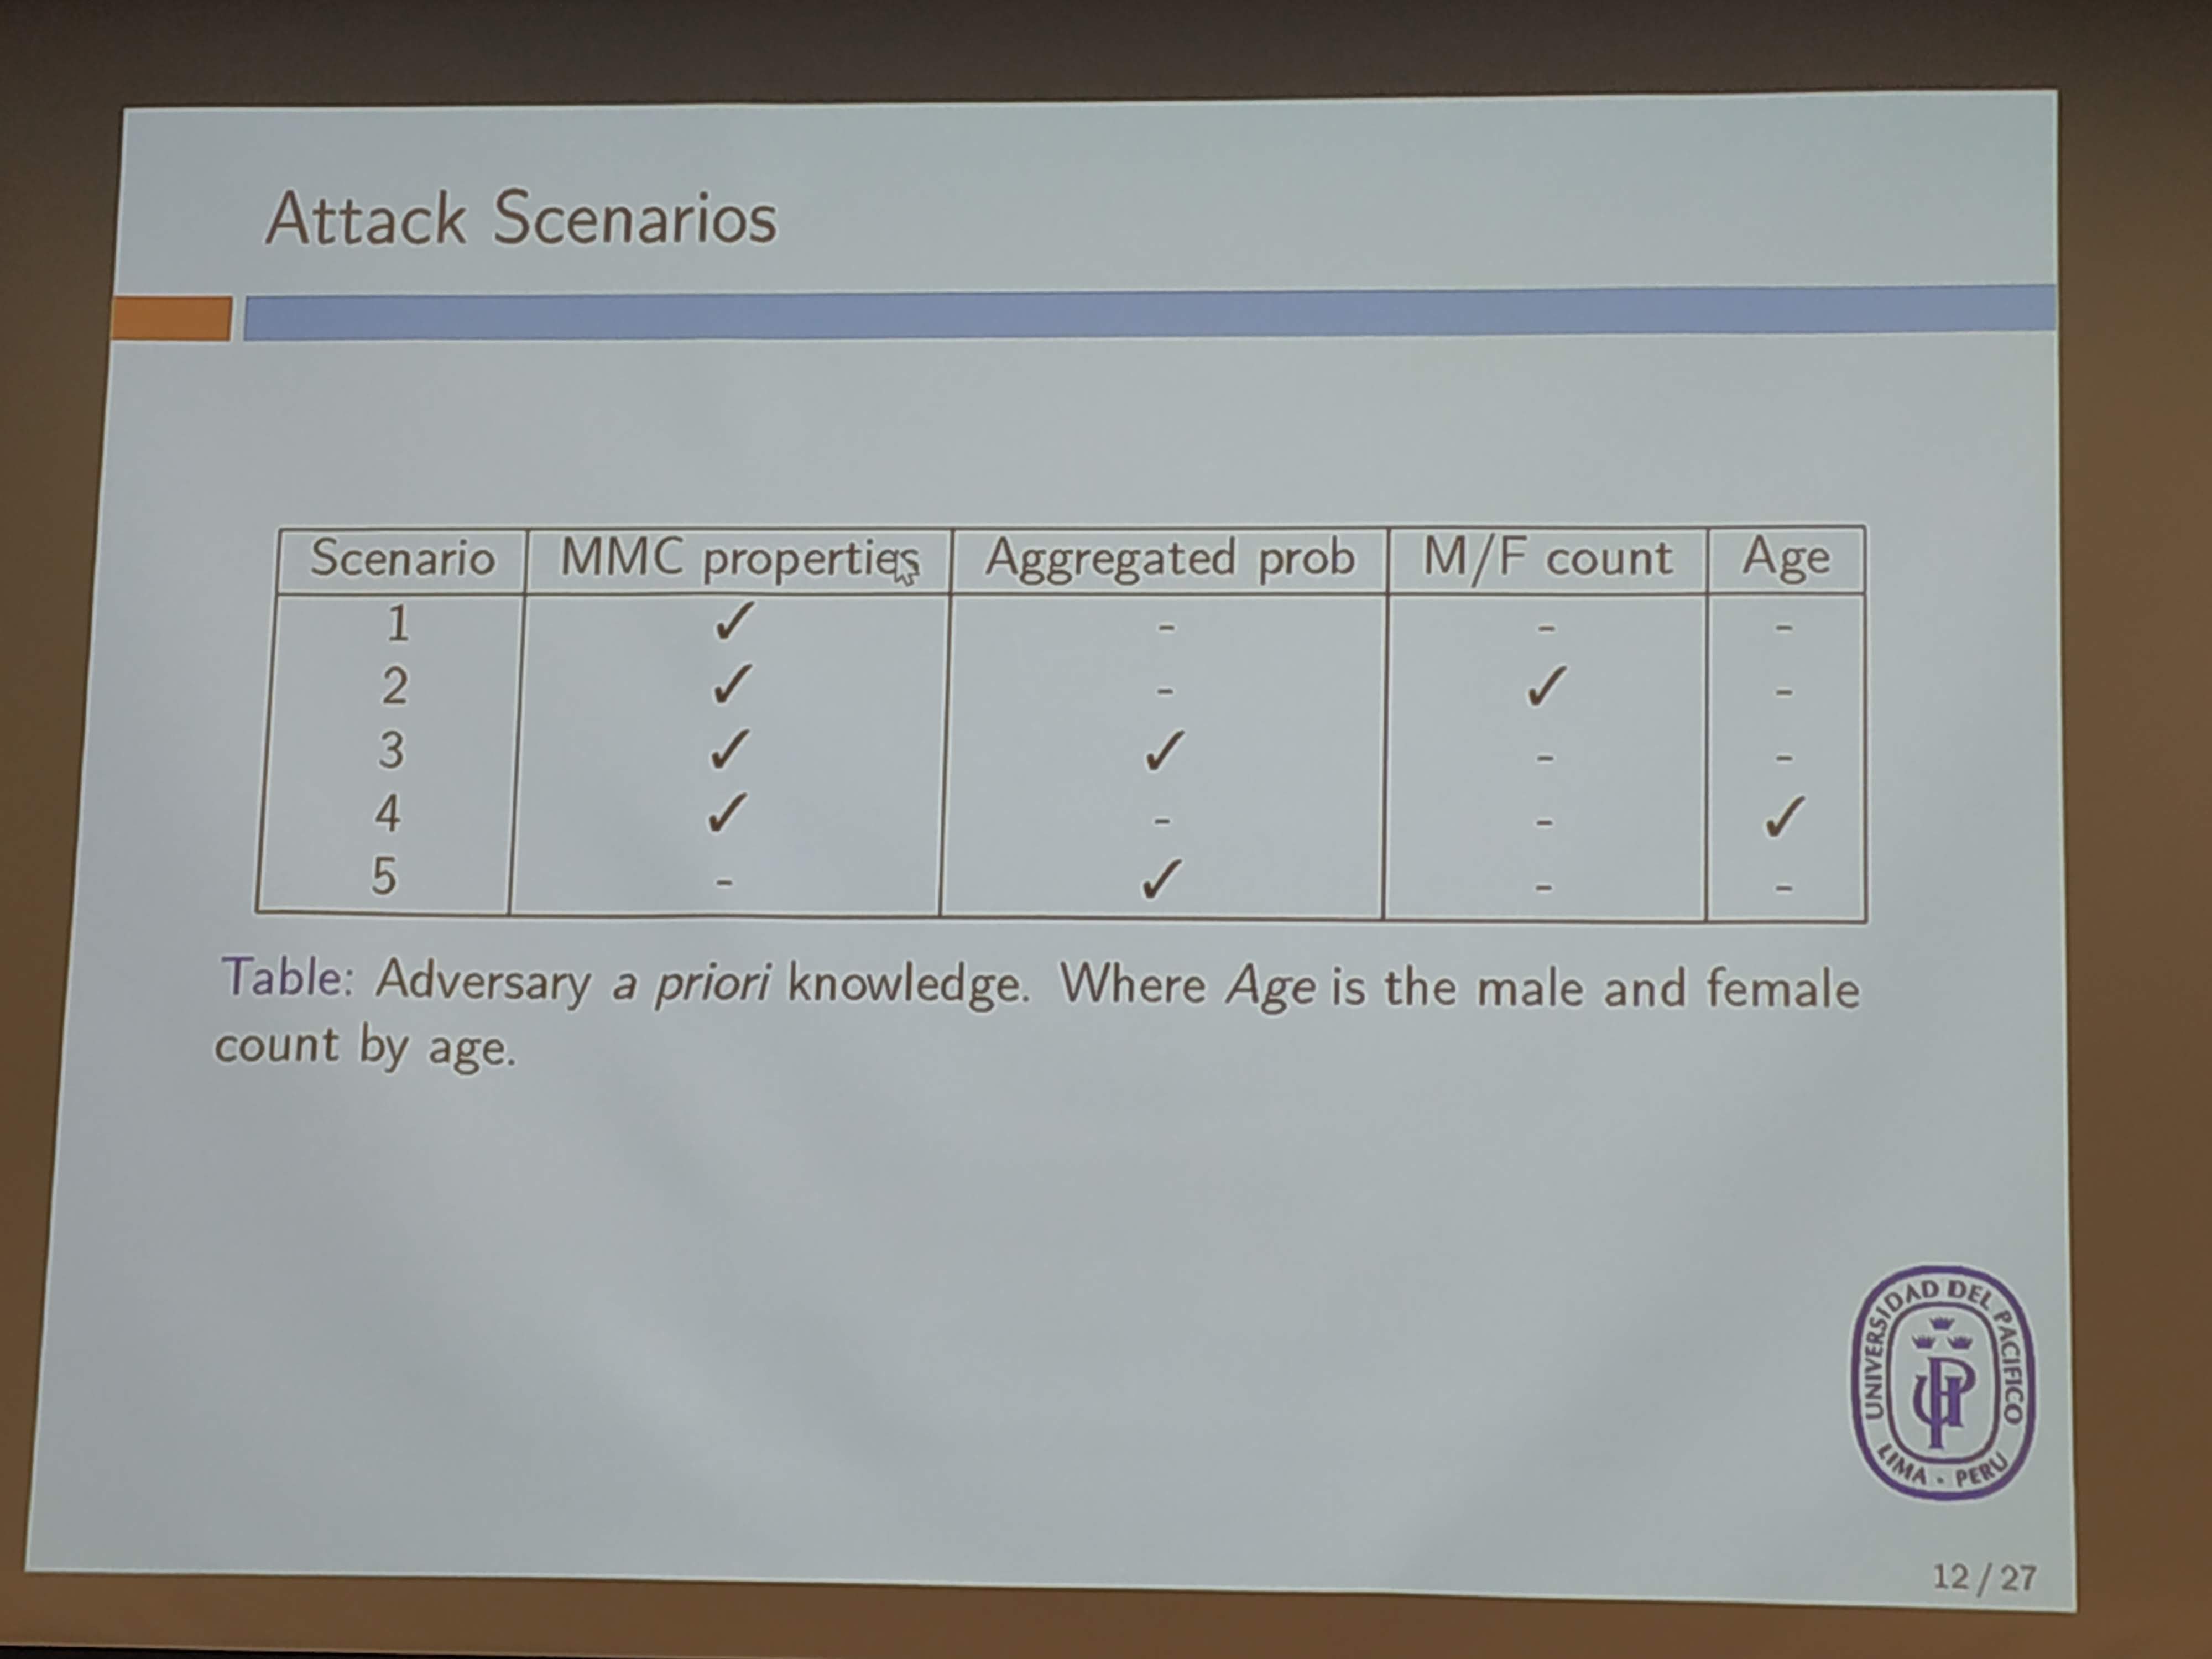 Attack Scenarios
Scenario MMC properties Aggregated prob M/F count Age
1 ✓ - - -
2 ✓ - ✓ -
3 ✓ ✓ - -
4 ✓ - - ✓
5 - ✓ - -
Table: Adversary a priori knowledge. Where Age is the male and female
count by age.
UNIVERSIDAD DEL PACIFICO
UP
LIMA · PERU
12 / 27